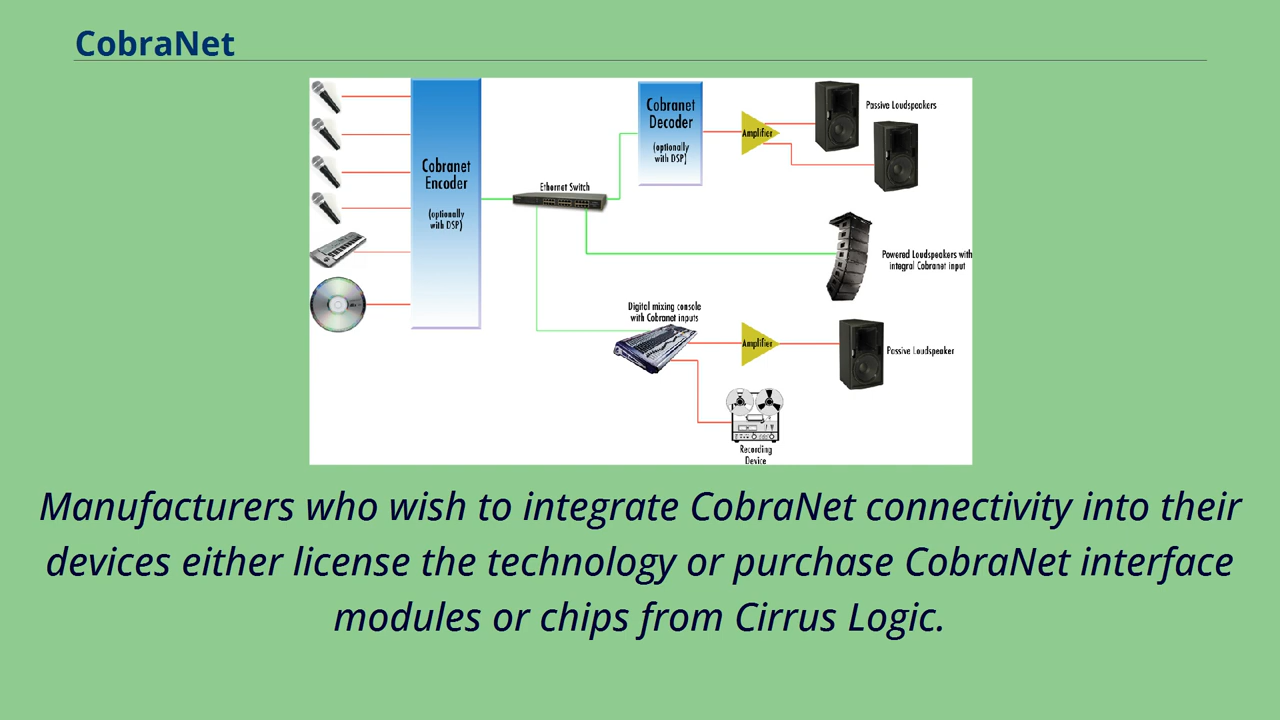 CobraNet
Cobranet
Encoder
(optionally
with DSP)
Ethernet Switch
Cobranet
Decoder
(optionally
with DSP)
Amplifier
Passive Loudspeakers
Powered Loudspeakers with
integral Cobranet input
Digital mixing console
with Cobranet inputs
Amplifier
Passive Loudspeaker
Recording
Device
Manufacturers who wish to integrate CobraNet connectivity into their
devices either license the technology or purchase CobraNet interface
modules or chips from Cirrus Logic.